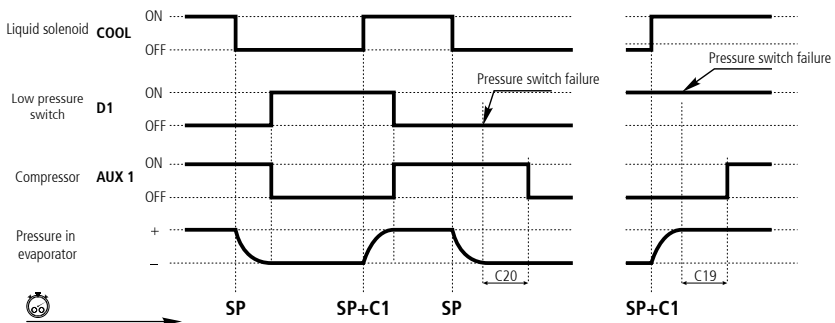 Liquid solenoid COOL ON
OFF
Low pressure switch D1 ON
OFF
Pressure switch failure
Pressure switch failure
Compressor AUX 1 ON
OFF
Pressure in evaporator +
–
C20
C19
SP SP+C1 SP SP+C1